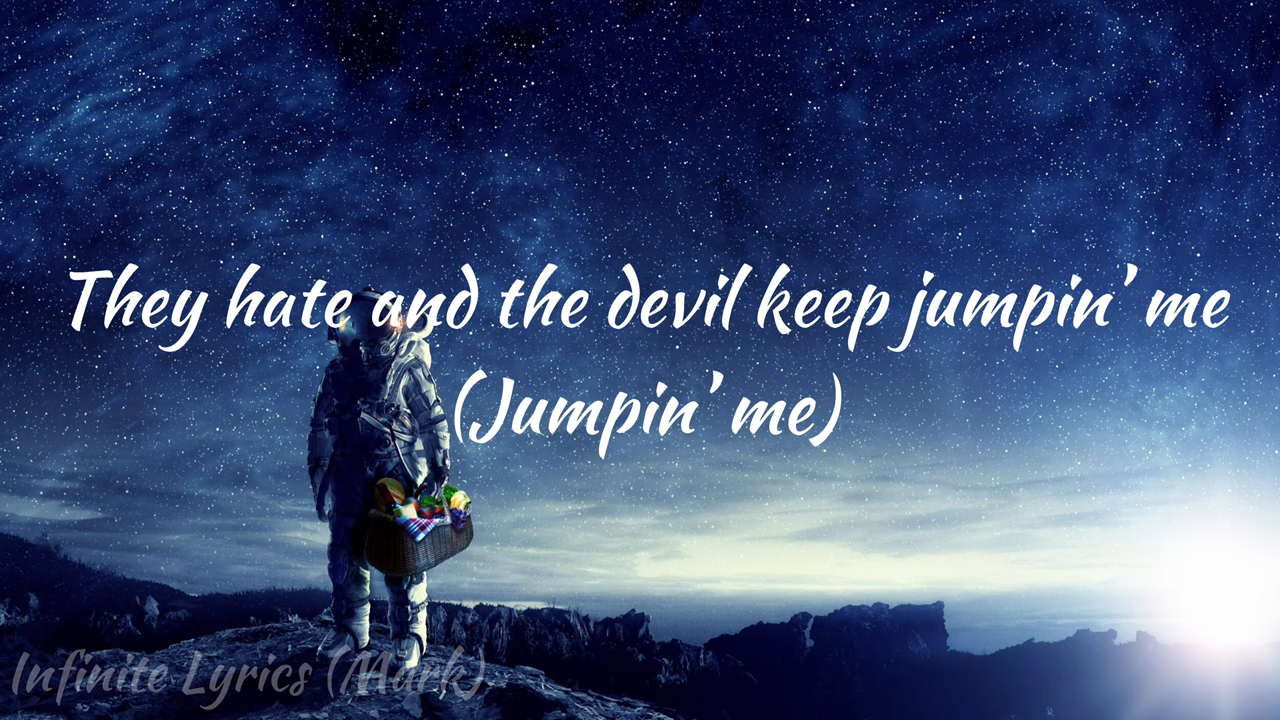 They hate and the devil keep jumpin' me
(Jumpin' me)
Infinite Lyrics (Mark)